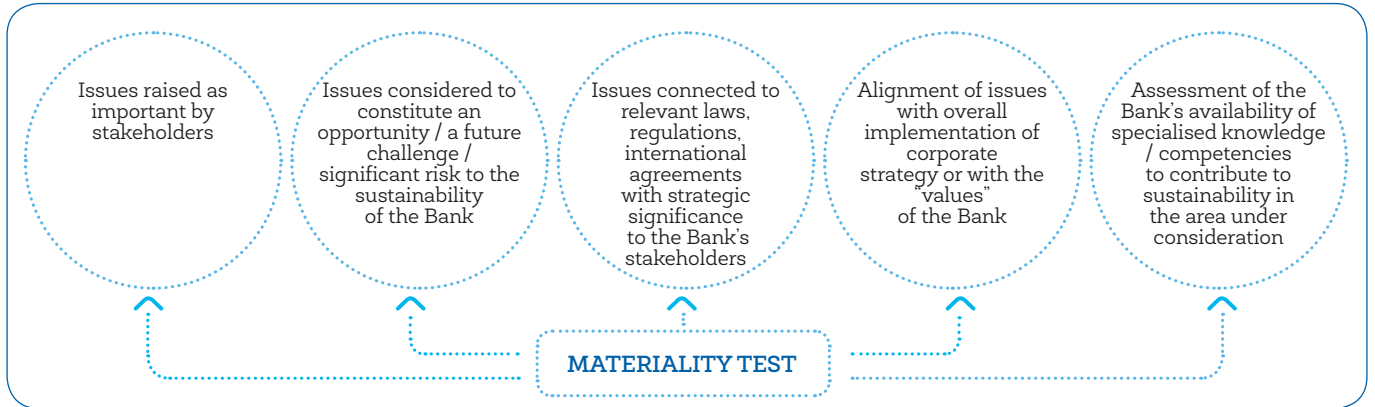 Issues raised as
important by
stakeholders
Issues considered to
constitute an
opportunity / a future
challenge /
significant risk to the
sustainability
of the Bank
Issues connected to
relevant laws,
regulations,
international
agreements
with strategic
significance
to the Bank’s
stakeholders
Alignment of issues
with overall
implementation of
corporate
strategy or with the
“values”
of the Bank
Assessment of the
Bank’s availability of
specialised knowledge
/ competencies
to contribute to
sustainability in
the area under
consideration
MATERIALITY TEST